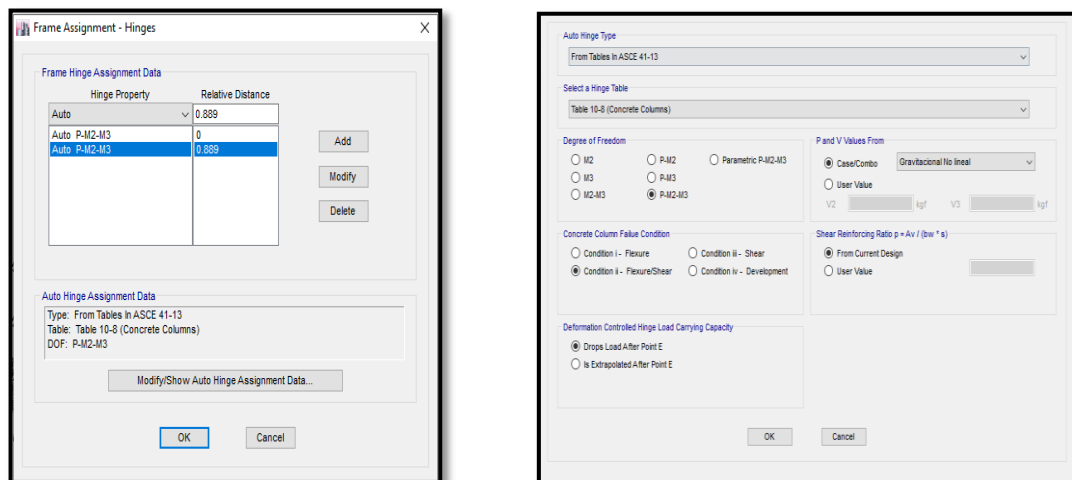 Frame Assignment - Hinges
X
Frame Hinge Assignment Data
Hinge Property Relative Distance
Auto 0.889
Auto P-M2-M3 0
Auto P-M2-M3 0.889
Add
Modify
Delete
Auto Hinge Assignment Data
Type: From Tables In ASCE 41-13
Table: Table 10-8 (Concrete Columns)
DOF: P-M2-M3
Modify/Show Auto Hinge Assignment Data...
OK Cancel
Auto Hinge Type
From Tables In ASCE 41-13
Select a Hinge Table
Table 10-8 (Concrete Columns)
Degree of Freedom
M2 P-M2 Parametric P-M2-M3
M3 P-M3
M2-M3 P-M2-M3
P and V Values From
Case/Combo Gravitacional No lineal
User Value
V2 kgf V3 kgf
Concrete Column Failue Condition
Condition i - Flexure Condition iii - Shear
Condition ii - Flexure/Shear Condition iv - Development
Shear Reinforcing Ratio p = Av / (bw * s)
From Current Design
User Value
Deformation Controlled Hinge Load Carrying Capacity
Drops Load After Point E
Is Extrapolated After Point E
OK Cancel